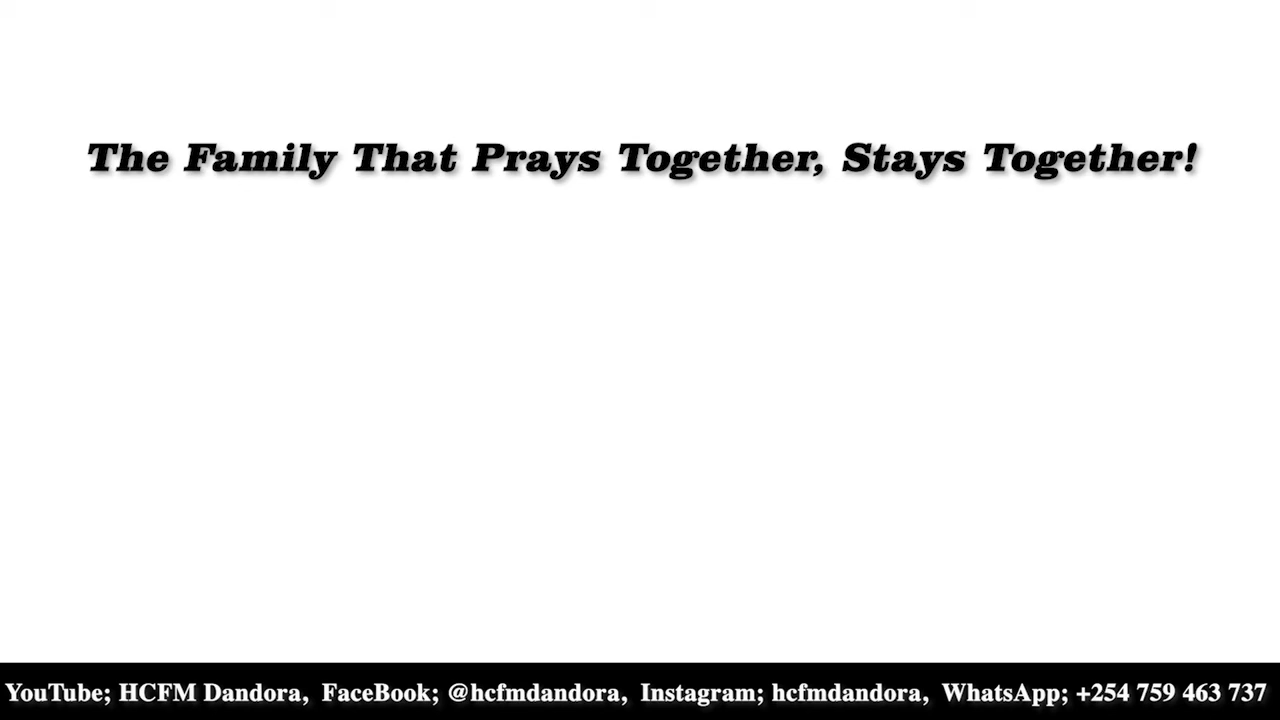 The Family That Prays Together, Stays Together!
YouTube; HCFM Dandora, FaceBook; @hcfmdandora, Instagram; hcfmdandora, WhatsApp; +254 759 463 737